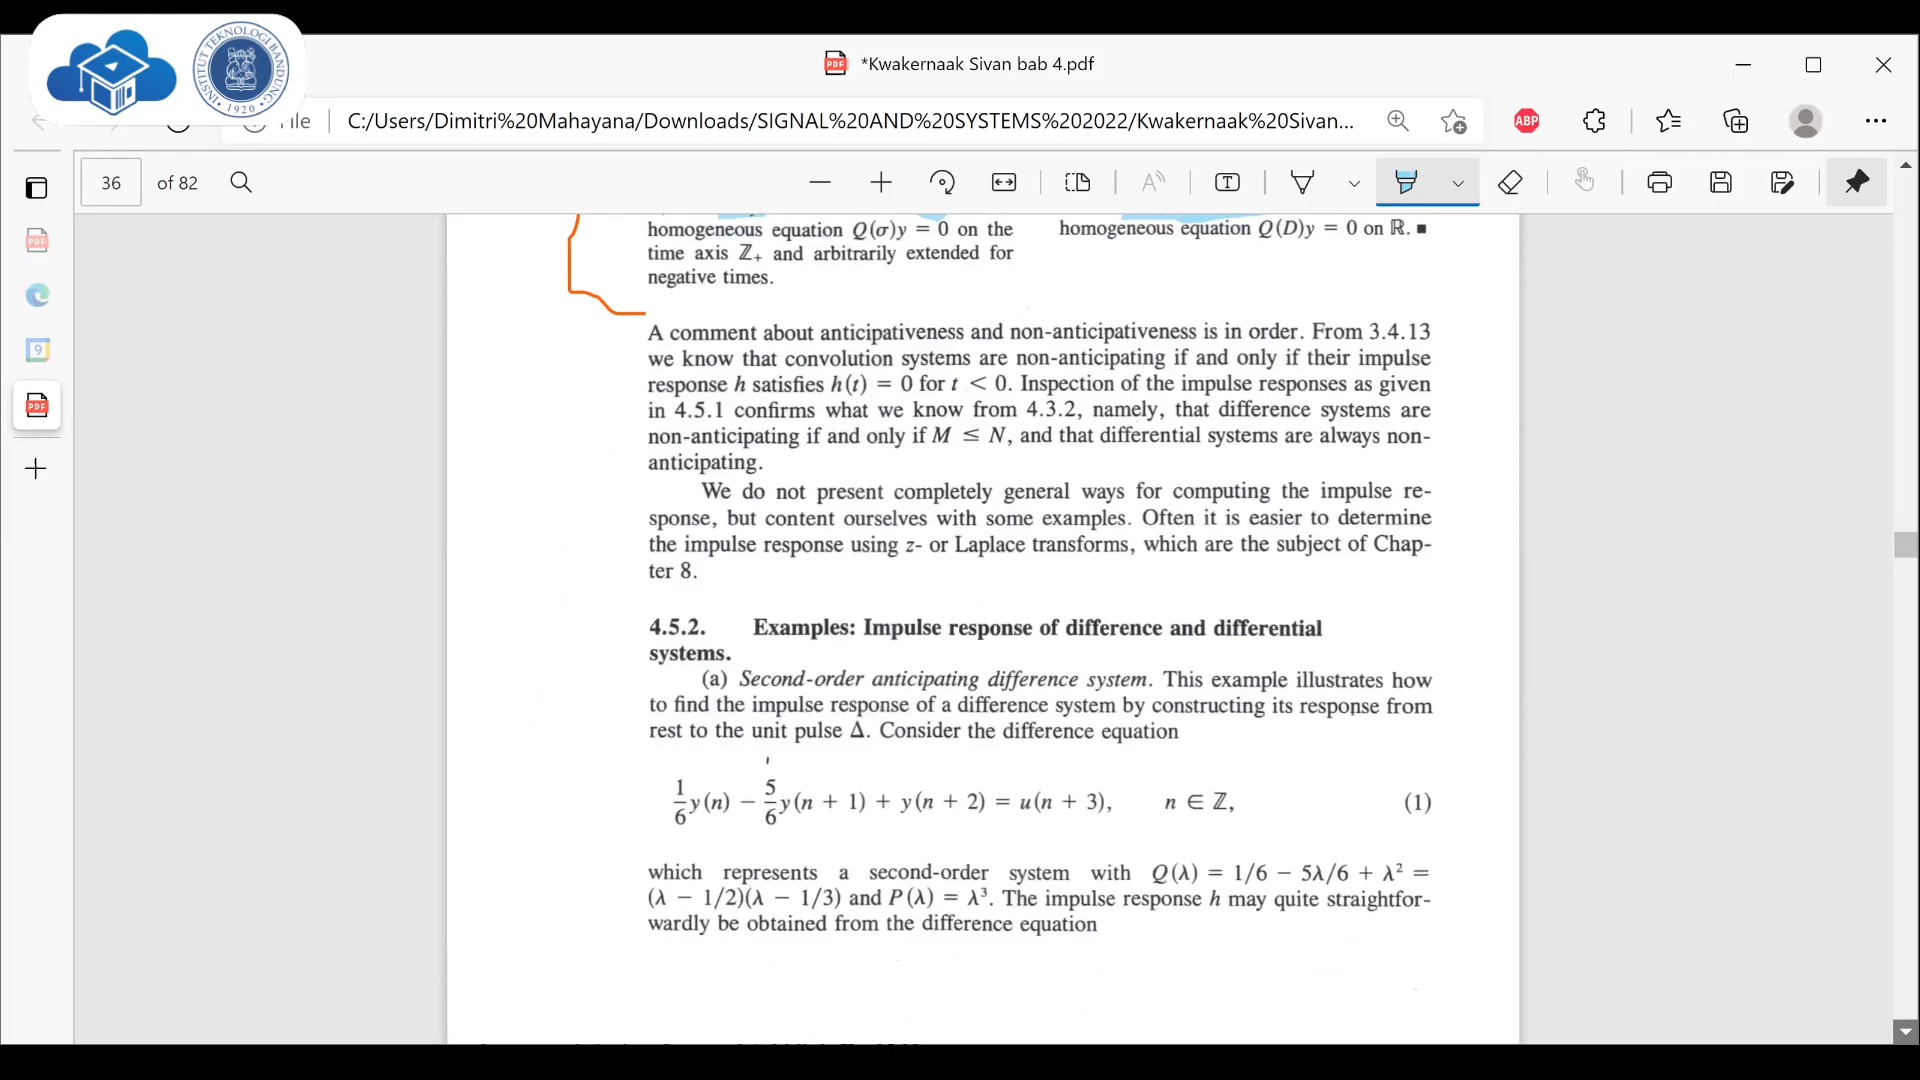 INSTITUT TEKNOLOGI BANDUNG
1920
*Kwakernaak Sivan bab 4.pdf
File
C:/Users/Dimitri%20Mahayana/Downloads/SIGNAL%20AND%20SYSTEMS%202022/Kwakernaak%20Sivan...
ABP
36 of 82
homogeneous equation Q(σ)y = 0 on the
time axis ℤ₊ and arbitrarily extended for
negative times.
homogeneous equation Q(D)y = 0 on ℝ. ■
A comment about anticipativeness and non-anticipativeness is in order. From 3.4.13
we know that convolution systems are non-anticipating if and only if their impulse
response h satisfies h(t) = 0 for t < 0. Inspection of the impulse responses as given
in 4.5.1 confirms what we know from 4.3.2, namely, that difference systems are
non-anticipating if and only if M ≤ N, and that differential systems are always non-
anticipating.
We do not present completely general ways for computing the impulse re-
sponse, but content ourselves with some examples. Often it is easier to determine
the impulse response using z- or Laplace transforms, which are the subject of Chap-
ter 8.
4.5.2. Examples: Impulse response of difference and differential
systems.
(a) Second-order anticipating difference system. This example illustrates how
to find the impulse response of a difference system by constructing its response from
rest to the unit pulse Δ. Consider the difference equation
1/6 y(n) − 5/6 y(n + 1) + y(n + 2) = u(n + 3), n ∈ ℤ, (1)
which represents a second-order system with Q(λ) = 1/6 − 5λ/6 + λ² =
(λ − 1/2)(λ − 1/3) and P(λ) = λ³. The impulse response h may quite straightfor-
wardly be obtained from the difference equation